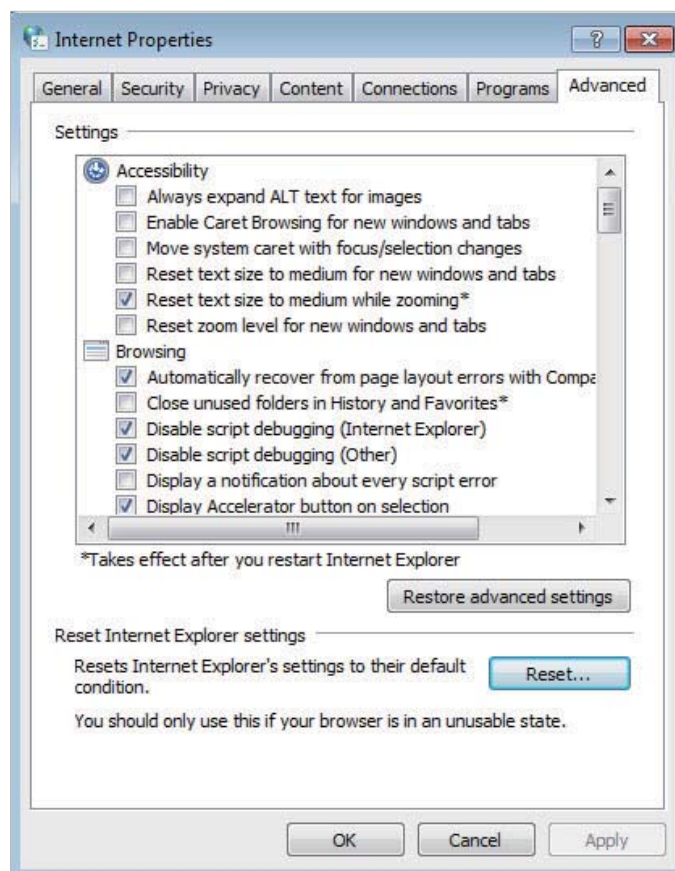 Internet Properties
General Security Privacy Content Connections Programs Advanced
Settings
Accessibility
Always expand ALT text for images
Enable Caret Browsing for new windows and tabs
Move system caret with focus/selection changes
Reset text size to medium for new windows and tabs
Reset text size to medium while zooming*
Reset zoom level for new windows and tabs
Browsing
Automatically recover from page layout errors with Compa
Close unused folders in History and Favorites*
Disable script debugging (Internet Explorer)
Disable script debugging (Other)
Display a notification about every script error
Display Accelerator button on selection
*Takes effect after you restart Internet Explorer
Restore advanced settings
Reset Internet Explorer settings
Resets Internet Explorer's settings to their default
condition.
Reset...
You should only use this if your browser is in an unusable state.
OK Cancel Apply